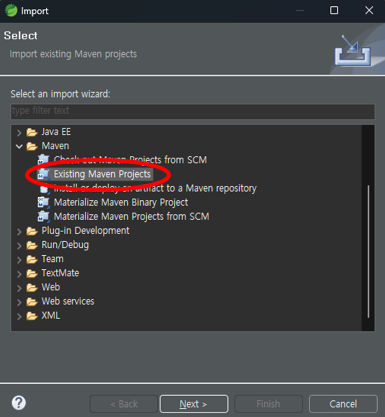 Import
Select
Import existing Maven projects
Select an import wizard:
type filter text
Java EE
Maven
Check out Maven Projects from SCM
Existing Maven Projects
Install or deploy an artifact to a Maven repository
Materialize Maven Binary Project
Materialize Maven Projects from SCM
Plug-in Development
Run/Debug
Team
TextMate
Web
Web services
XML
?
< Back
Next >
Finish
Cancel